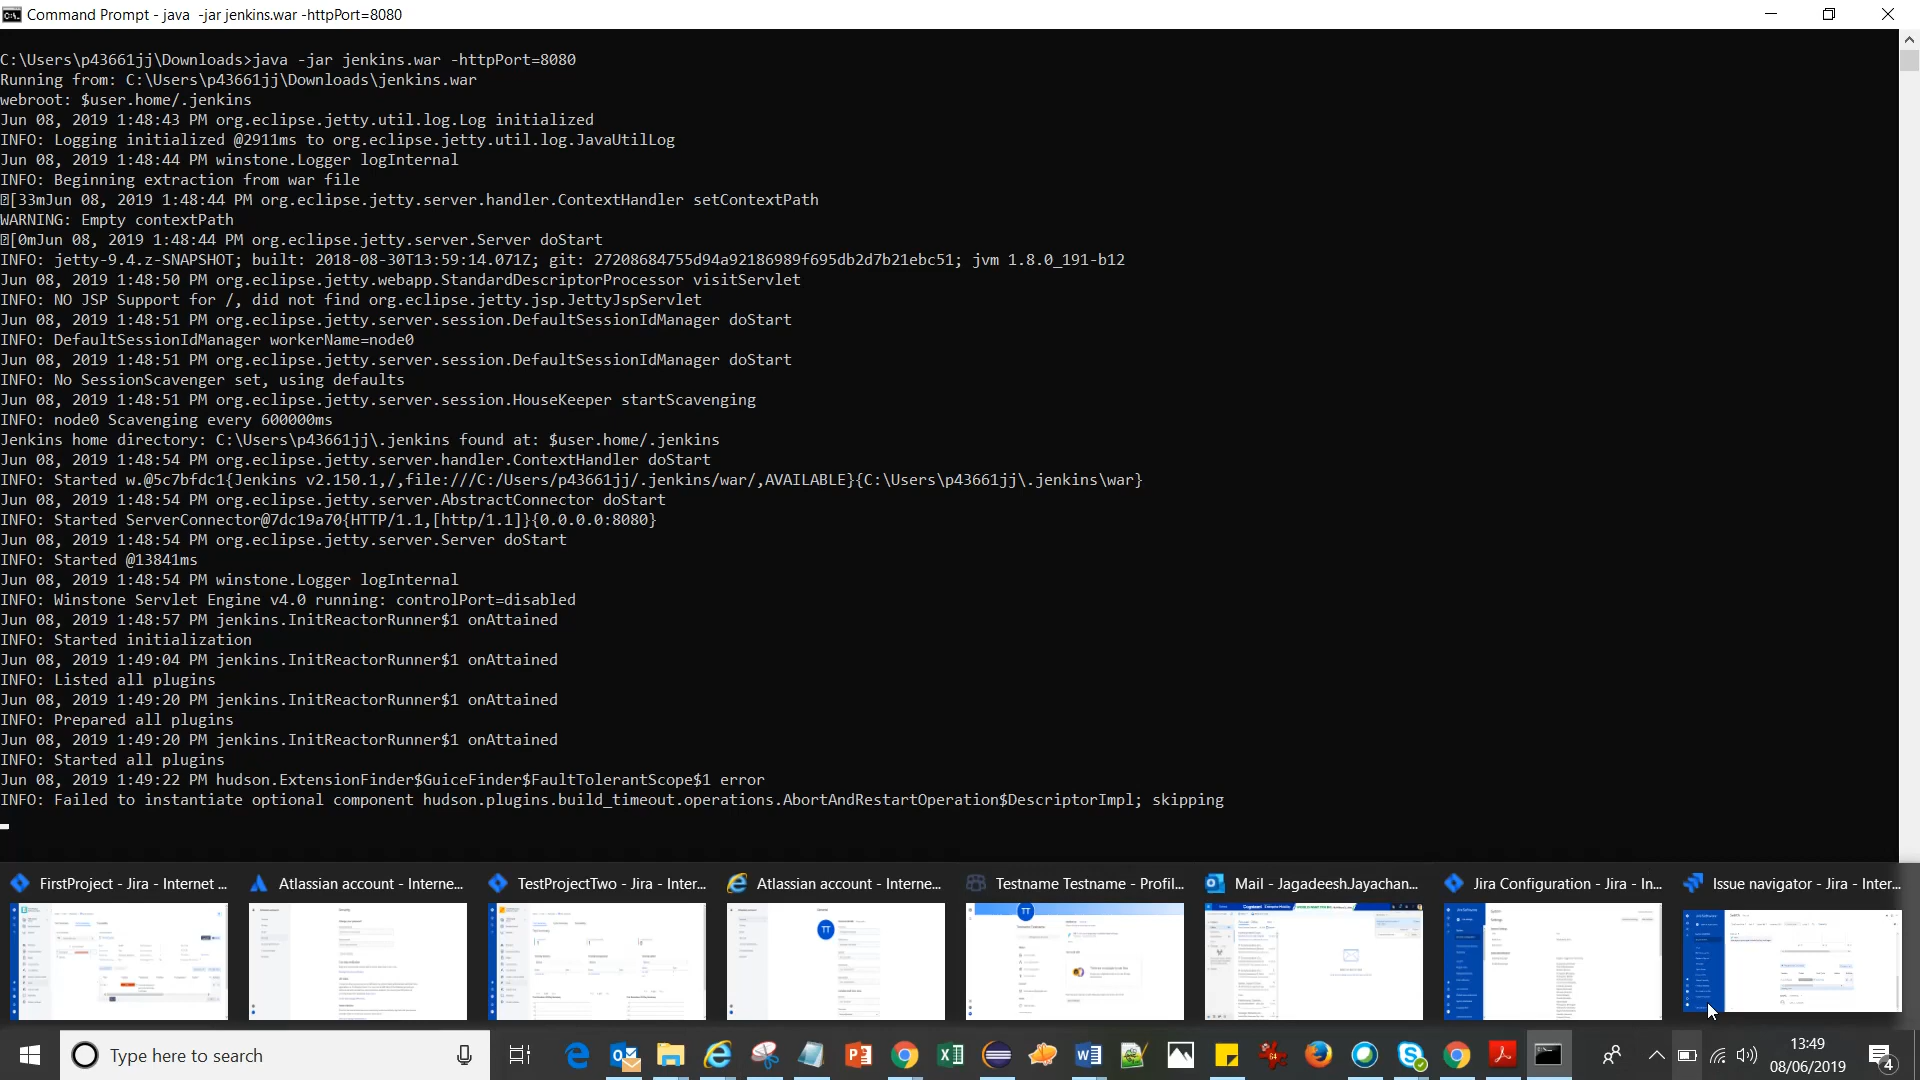 Command Prompt - java  -jar jenkins.war -httpPort=8080
C:\Users\p43661jj\Downloads>java -jar jenkins.war -httpPort=8080
Running from: C:\Users\p43661jj\Downloads\jenkins.war
webroot: $user.home/.jenkins
Jun 08, 2019 1:48:43 PM org.eclipse.jetty.util.log.Log initialized
INFO: Logging initialized @2911ms to org.eclipse.jetty.util.log.JavaUtilLog
Jun 08, 2019 1:48:44 PM winstone.Logger logInternal
INFO: Beginning extraction from war file
[33mJun 08, 2019 1:48:44 PM org.eclipse.jetty.server.handler.ContextHandler setContextPath
WARNING: Empty contextPath
[0mJun 08, 2019 1:48:44 PM org.eclipse.jetty.server.Server doStart
INFO: jetty-9.4.z-SNAPSHOT; built: 2018-08-30T13:59:14.071Z; git: 27208684755d94a92186989f695db2d7b21ebc51; jvm 1.8.0_191-b12
Jun 08, 2019 1:48:50 PM org.eclipse.jetty.webapp.StandardDescriptorProcessor visitServlet
INFO: NO JSP Support for /, did not find org.eclipse.jetty.jsp.JettyJspServlet
Jun 08, 2019 1:48:51 PM org.eclipse.jetty.server.session.DefaultSessionIdManager doStart
INFO: DefaultSessionIdManager workerName=node0
Jun 08, 2019 1:48:51 PM org.eclipse.jetty.server.session.DefaultSessionIdManager doStart
INFO: No SessionScavenger set, using defaults
Jun 08, 2019 1:48:51 PM org.eclipse.jetty.server.session.HouseKeeper startScavenging
INFO: node0 Scavenging every 600000ms
Jenkins home directory: C:\Users\p43661jj\.jenkins found at: $user.home/.jenkins
Jun 08, 2019 1:48:54 PM org.eclipse.jetty.server.handler.ContextHandler doStart
INFO: Started w.@5c7bfdc1{Jenkins v2.150.1,/,file:///C:/Users/p43661jj/.jenkins/war/,AVAILABLE}{C:\Users\p43661jj\.jenkins\war}
Jun 08, 2019 1:48:54 PM org.eclipse.jetty.server.AbstractConnector doStart
INFO: Started ServerConnector@7dc19a70{HTTP/1.1,[http/1.1]}{0.0.0.0:8080}
Jun 08, 2019 1:48:54 PM org.eclipse.jetty.server.Server doStart
INFO: Started @13841ms
Jun 08, 2019 1:48:54 PM winstone.Logger logInternal
INFO: Winstone Servlet Engine v4.0 running: controlPort=disabled
Jun 08, 2019 1:48:57 PM jenkins.InitReactorRunner$1 onAttained
INFO: Started initialization
Jun 08, 2019 1:49:04 PM jenkins.InitReactorRunner$1 onAttained
INFO: Listed all plugins
Jun 08, 2019 1:49:20 PM jenkins.InitReactorRunner$1 onAttained
INFO: Prepared all plugins
Jun 08, 2019 1:49:20 PM jenkins.InitReactorRunner$1 onAttained
INFO: Started all plugins
Jun 08, 2019 1:49:22 PM hudson.ExtensionFinder$GuiceFinder$FaultTolerantScope$1 error
INFO: Failed to instantiate optional component hudson.plugins.build_timeout.operations.AbortAndRestartOperation$DescriptorImpl; skipping
FirstProject - Jira - Internet ...
Atlassian account - Interne...
TestProjectTwo - Jira - Inter...
Atlassian account - Interne...
Testname Testname - Profil...
Mail - JagadeeshJayachan...
Jira Configuration - Jira - In...
Issue navigator - Jira - Inter...
Type here to search
13:49
08/06/2019
4